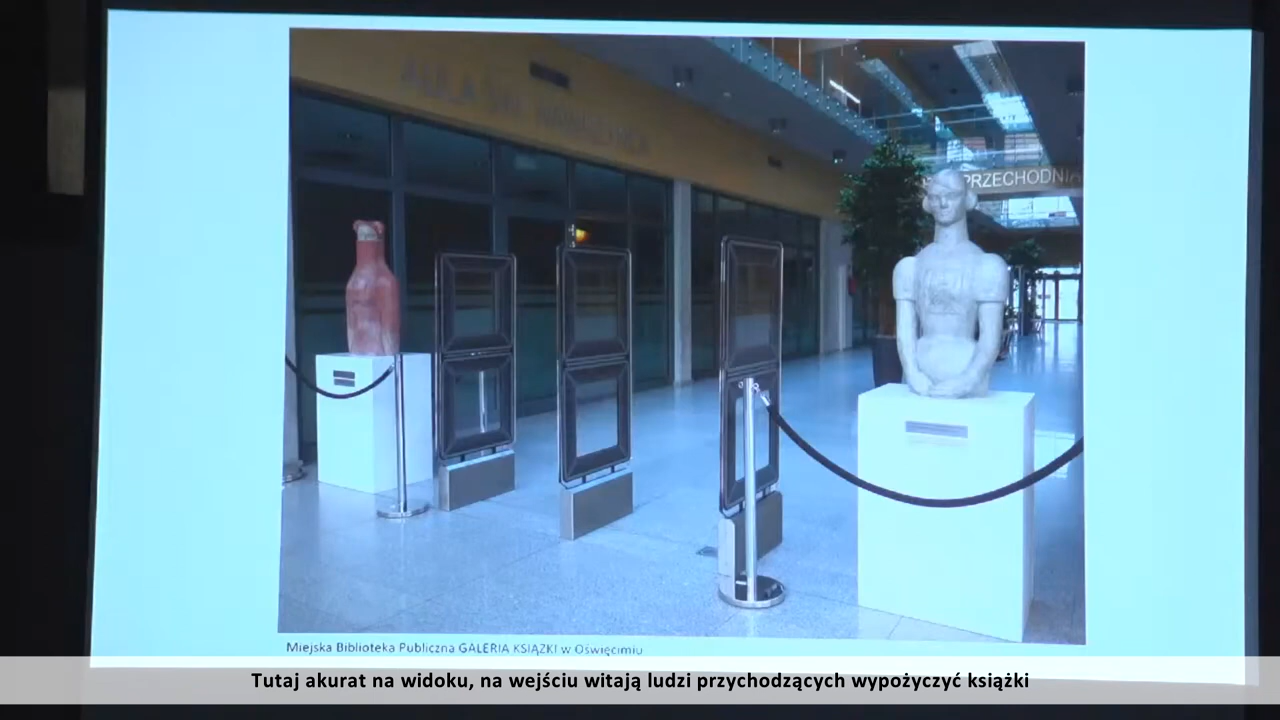 PRZECHODNIA
Miejska Biblioteka Publiczna GALERIA KSIĄŻKI w Oświęcimiu
Tutaj akurat na widoku, na wejściu witają ludzi przychodzących wypożyczyć książki